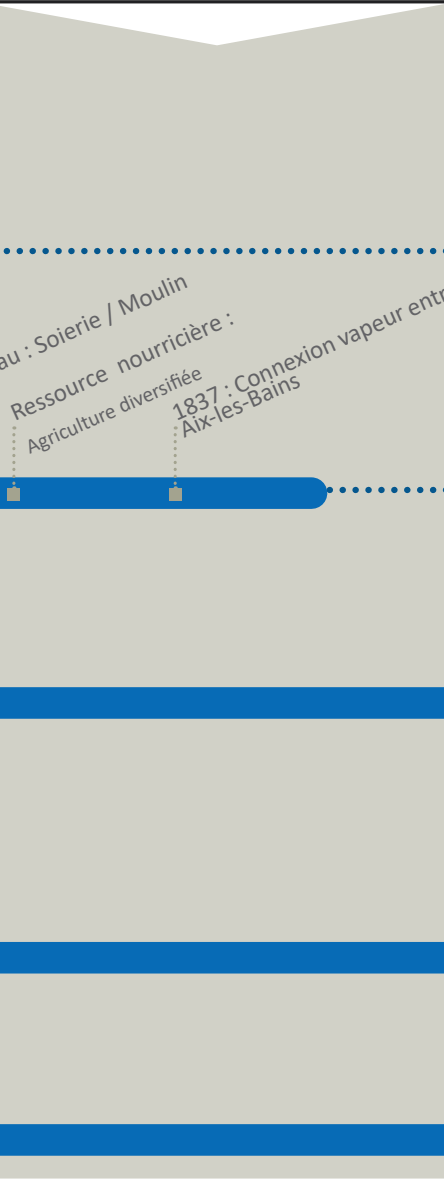 au : Soierie / Moulin
Ressource nourricière :
Agriculture diversifiée
1837 : Connexion vapeur entr
Aix-les-Bains